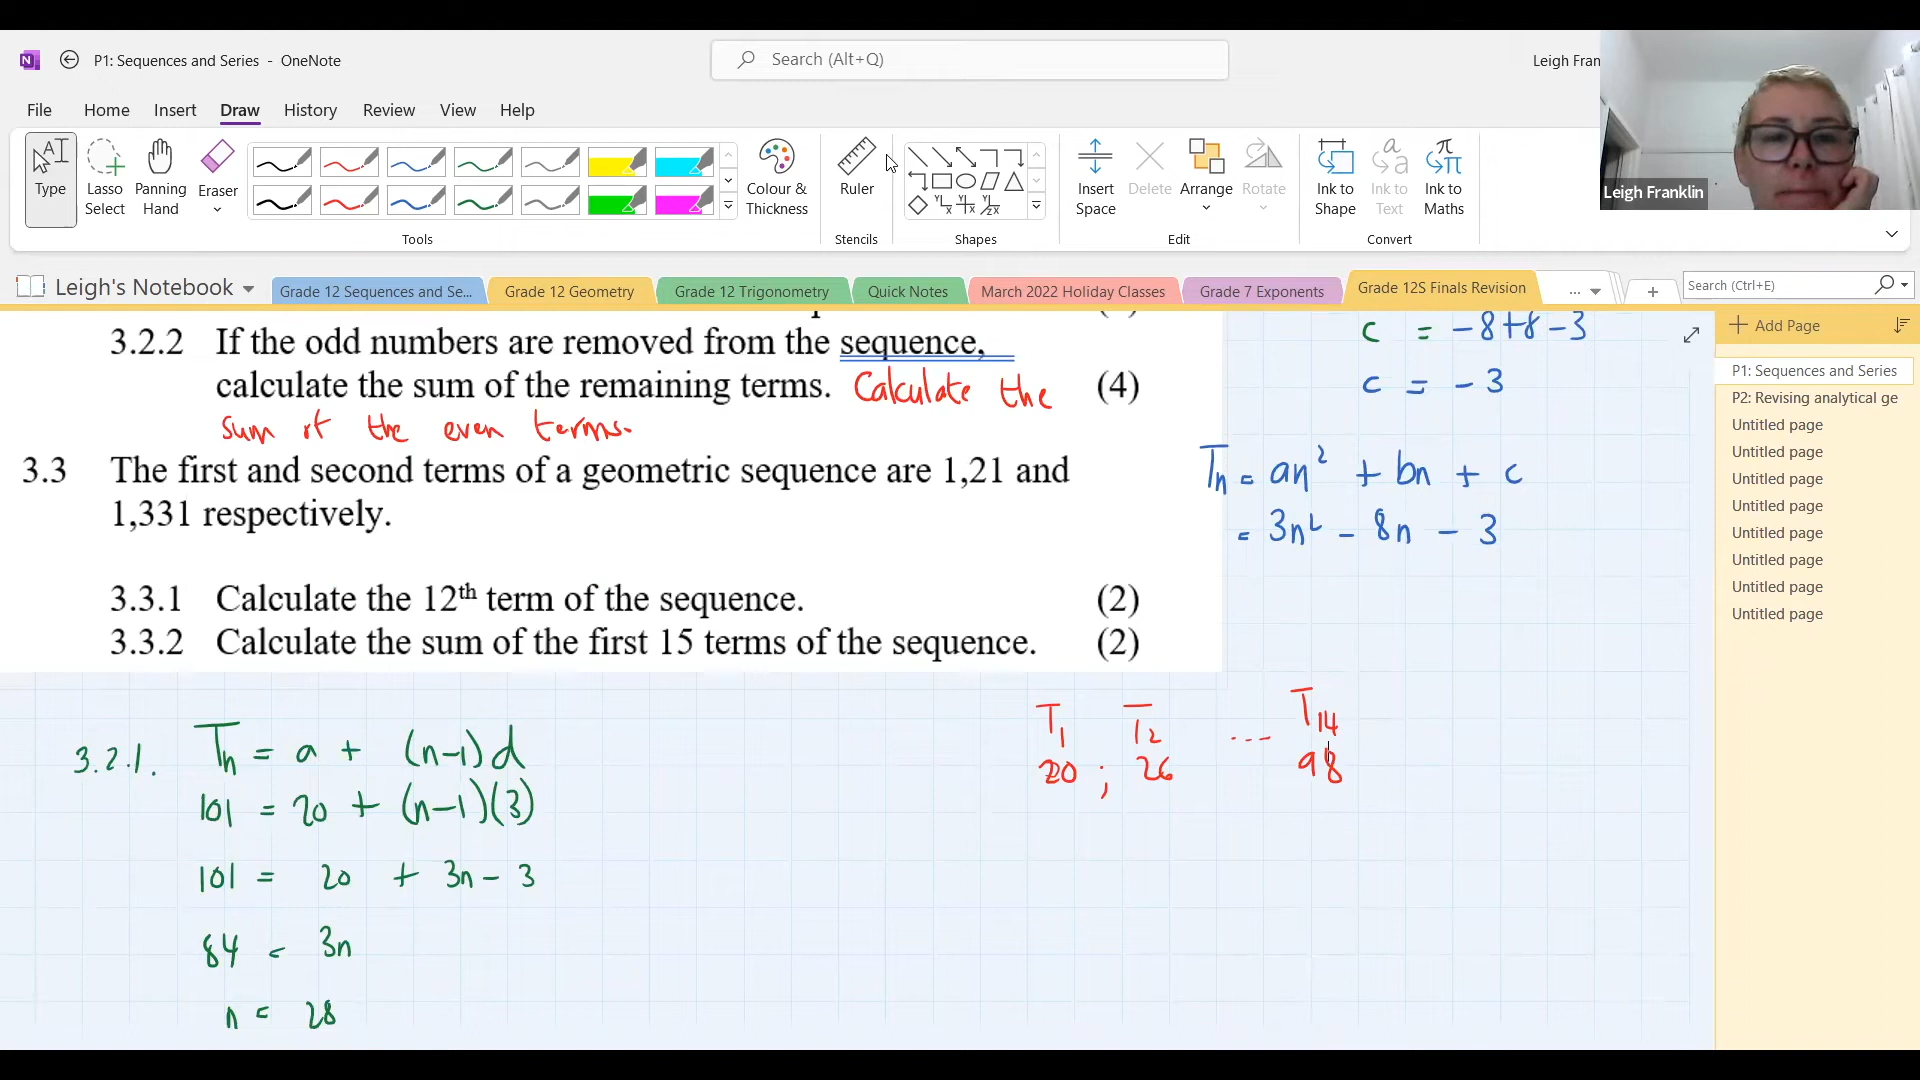 P1: Sequences and Series - OneNote
Search (Alt+Q)
Leigh Fran
File Home Insert Draw History Review View Help
Type
Lasso Select
Panning Hand
Eraser
Colour & Thickness
Ruler
Insert Space
Delete
Arrange
Rotate
Ink to Shape
Ink to Text
Ink to Maths
Tools Stencils Shapes Edit Convert
Leigh Franklin
Leigh's Notebook
Grade 12 Sequences and Se... Grade 12 Geometry Grade 12 Trigonometry Quick Notes March 2022 Holiday Classes Grade 7 Exponents Grade 12S Finals Revision ...
Search (Ctrl+E)
Add Page
P1: Sequences and Series
P2: Revising analytical ge
Untitled page
Untitled page
Untitled page
Untitled page
Untitled page
Untitled page
Untitled page
Untitled page
3.2.2 If the odd numbers are removed from the sequence,
calculate the sum of the remaining terms. Calculate the (4)
sum of the even terms.
3.3 The first and second terms of a geometric sequence are 1,21 and
1,331 respectively.
3.3.1 Calculate the 12th term of the sequence. (2)
3.3.2 Calculate the sum of the first 15 terms of the sequence. (2)
c = -8+8-3
c = -3
Tn = an² + bn + c
= 3n² - 8n - 3
3.2.1. Tn = a + (n-1)d
101 = 20 + (n-1)(3)
101 = 20 + 3n - 3
84 = 3n
n = 28
T1 T2 ... T14
20 ; 26 98